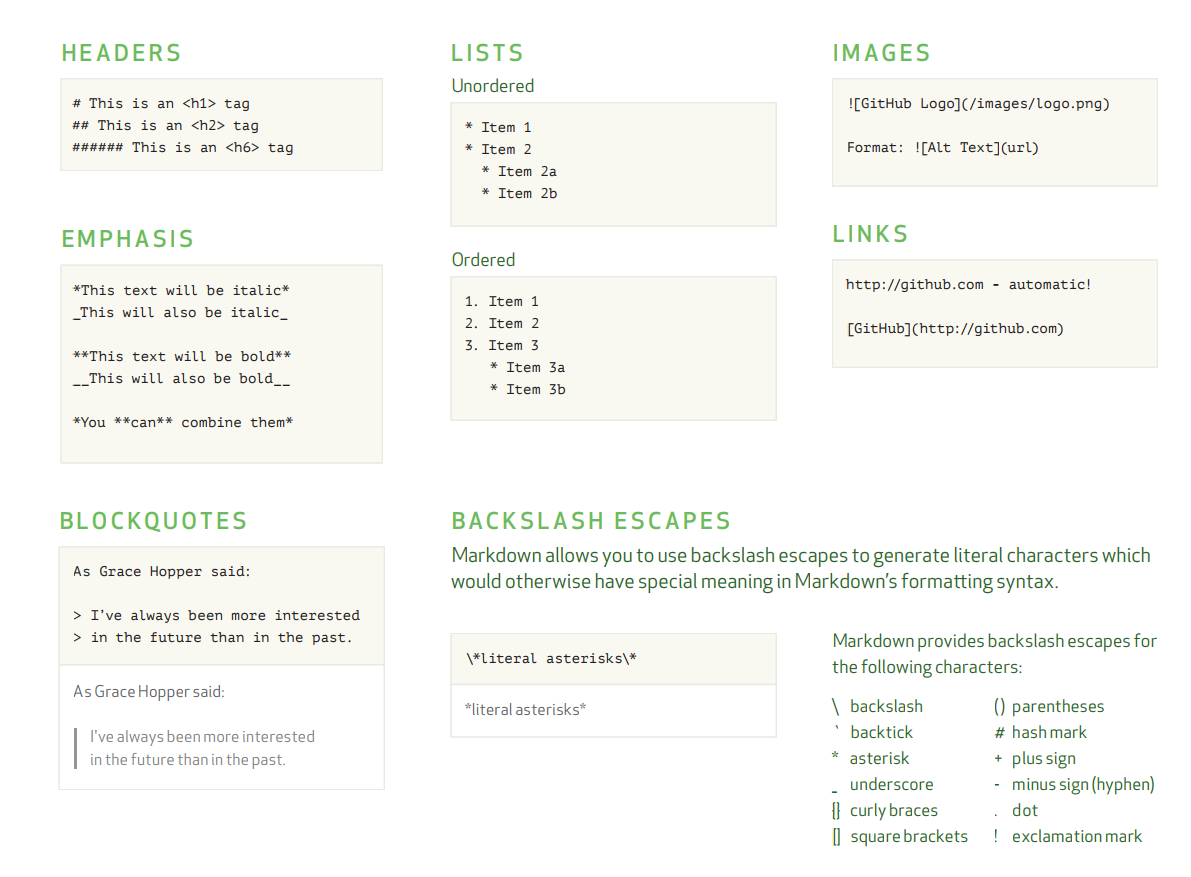 HEADERS
# This is an <h1> tag
## This is an <h2> tag
###### This is an <h6> tag
EMPHASIS
*This text will be italic*
_This will also be italic_
**This text will be bold**
__This will also be bold__
*You **can** combine them*
LISTS
Unordered
* Item 1
* Item 2
  * Item 2a
  * Item 2b
Ordered
1. Item 1
2. Item 2
3. Item 3
   * Item 3a
   * Item 3b
IMAGES
![GitHub Logo](/images/logo.png)
Format: ![Alt Text](url)
LINKS
http://github.com - automatic!
[GitHub](http://github.com)
BLOCKQUOTES
As Grace Hopper said:
> I've always been more interested
> in the future than in the past.
As Grace Hopper said:
I've always been more interested
in the future than in the past.
BACKSLASH ESCAPES
Markdown allows you to use backslash escapes to generate literal characters which
would otherwise have special meaning in Markdown's formatting syntax.
\*literal asterisks\*
*literal asterisks*
Markdown provides backslash escapes for
the following characters:
\ backslash
` backtick
* asterisk
_ underscore
{} curly braces
[] square brackets
() parentheses
# hash mark
+ plus sign
- minus sign (hyphen)
. dot
! exclamation mark